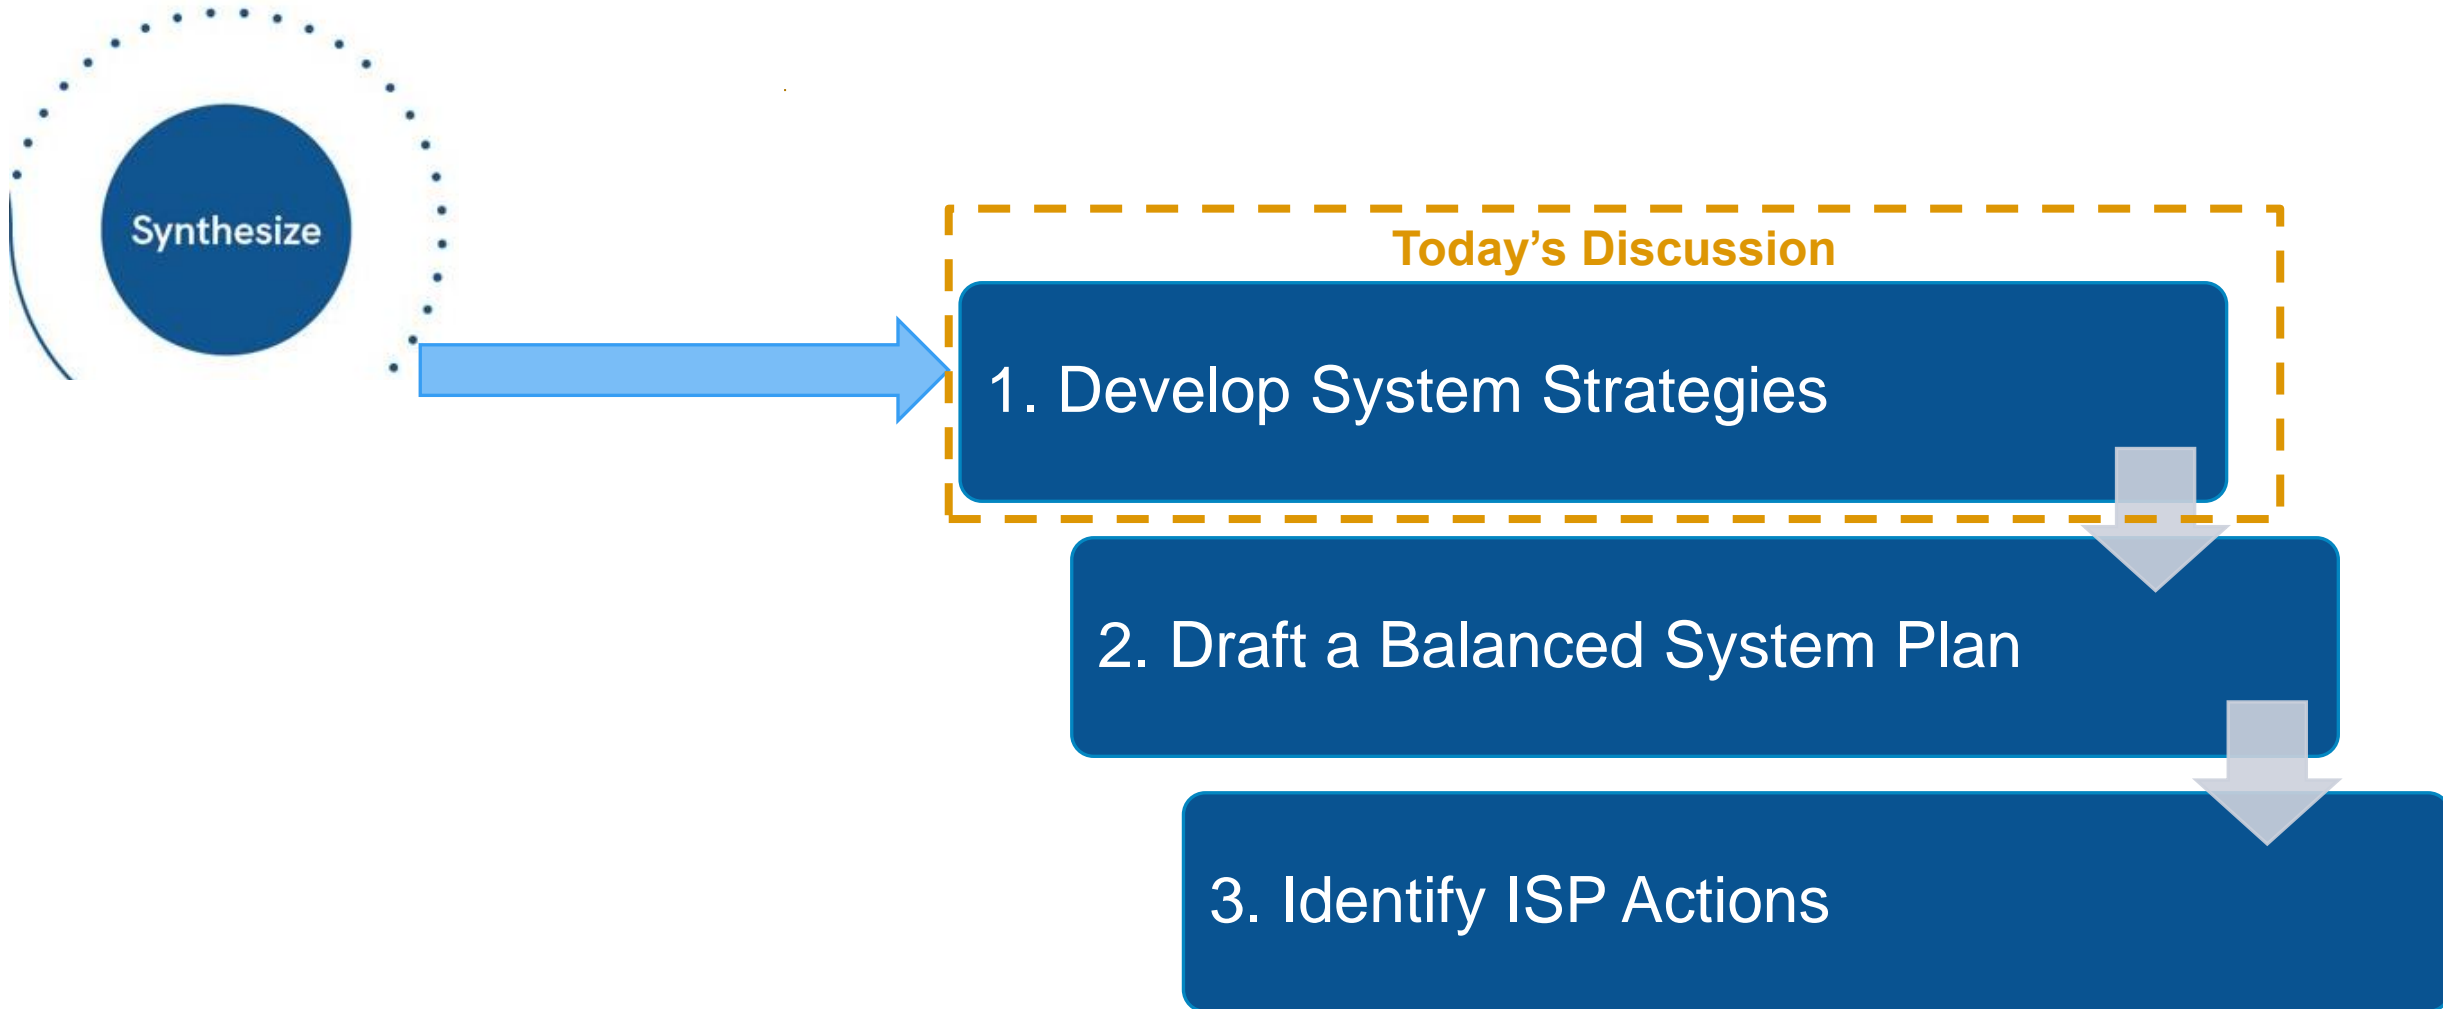 Synthesize
Today’s Discussion
1. Develop System Strategies
2. Draft a Balanced System Plan
3. Identify ISP Actions